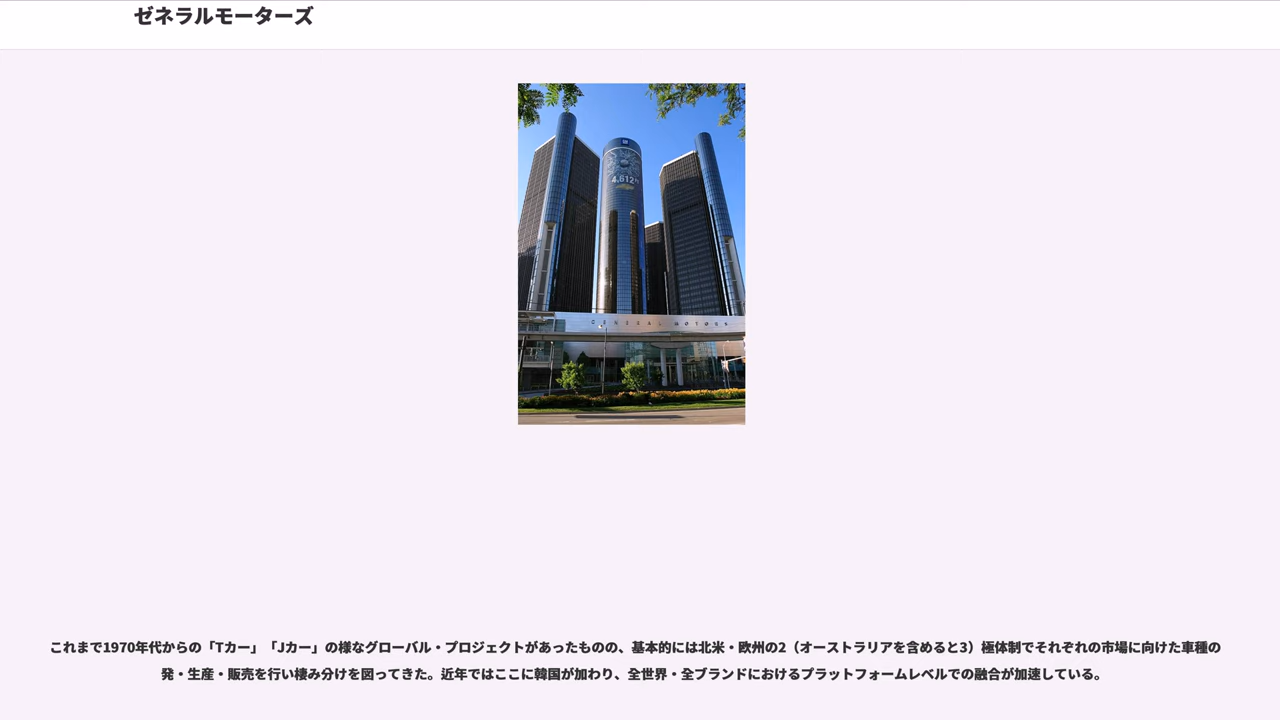 ゼネラルモーターズ
4,612
GENERAL MOTORS
これまで1970年代からの「Tカー」「Jカー」の様なグローバル・プロジェクトがあったものの、基本的には北米・欧州の2（オーストラリアを含めると3）極体制でそれぞれの市場に向けた車種の
発・生産・販売を行い棲み分けを図ってきた。近年ではここに韓国が加わり、全世界・全ブランドにおけるプラットフォームレベルでの融合が加速している。